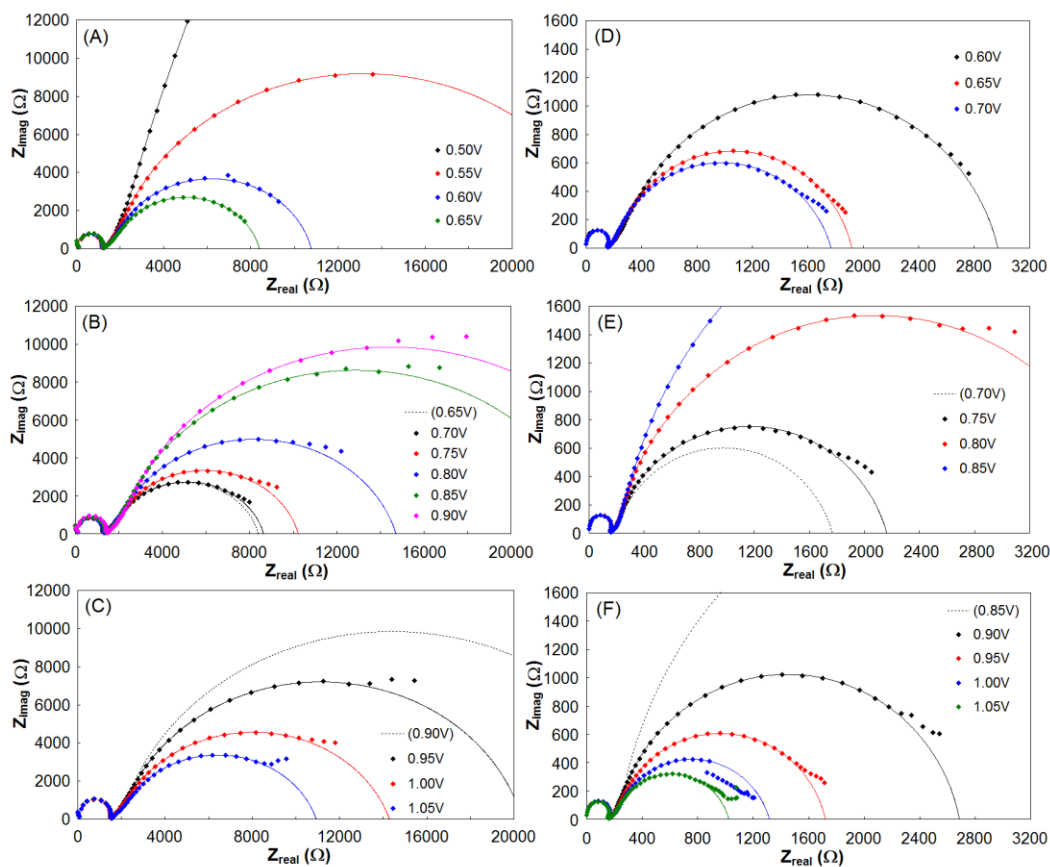 (A)
Zimag (Ω)
12000
10000
8000
6000
4000
2000
0
0.50V
0.55V
0.60V
0.65V
0 4000 8000 12000 16000 20000
Zreal (Ω)
(B)
Zimag (Ω)
12000
10000
8000
6000
4000
2000
0
(0.65V)
0.70V
0.75V
0.80V
0.85V
0.90V
0 4000 8000 12000 16000 20000
Zreal (Ω)
(C)
Zimag (Ω)
12000
10000
8000
6000
4000
2000
0
(0.90V)
0.95V
1.00V
1.05V
0 4000 8000 12000 16000 20000
Zreal (Ω)
(D)
Zimag (Ω)
1600
1400
1200
1000
800
600
400
200
0
0.60V
0.65V
0.70V
0 400 800 1200 1600 2000 2400 2800 3200
Zreal (Ω)
(E)
Zimag (Ω)
1600
1400
1200
1000
800
600
400
200
0
(0.70V)
0.75V
0.80V
0.85V
0 400 800 1200 1600 2000 2400 2800 3200
Zreal (Ω)
(F)
Zimag (Ω)
1600
1400
1200
1000
800
600
400
200
0
(0.85V)
0.90V
0.95V
1.00V
1.05V
0 400 800 1200 1600 2000 2400 2800 3200
Zreal (Ω)